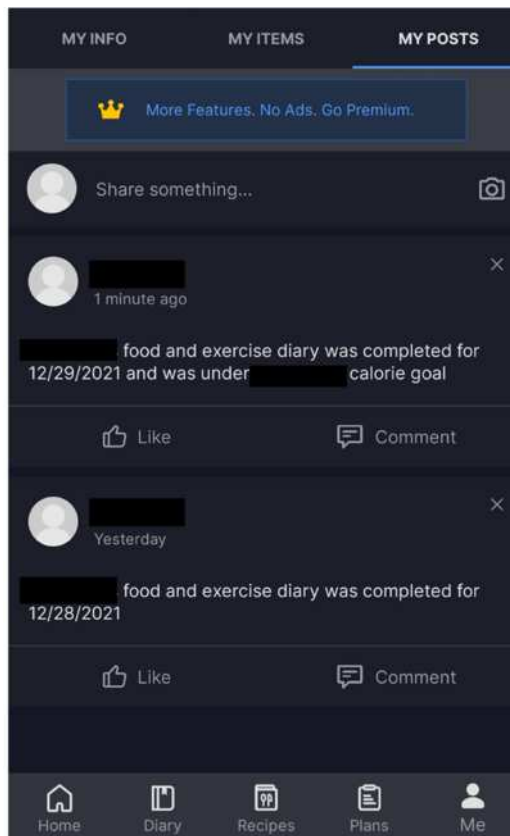 MY INFO MY ITEMS MY POSTS
More Features. No Ads. Go Premium.
Share something...
1 minute ago
food and exercise diary was completed for
12/29/2021 and was under calorie goal
Like Comment
Yesterday
food and exercise diary was completed for
12/28/2021
Like Comment
Home Diary Recipes Plans Me